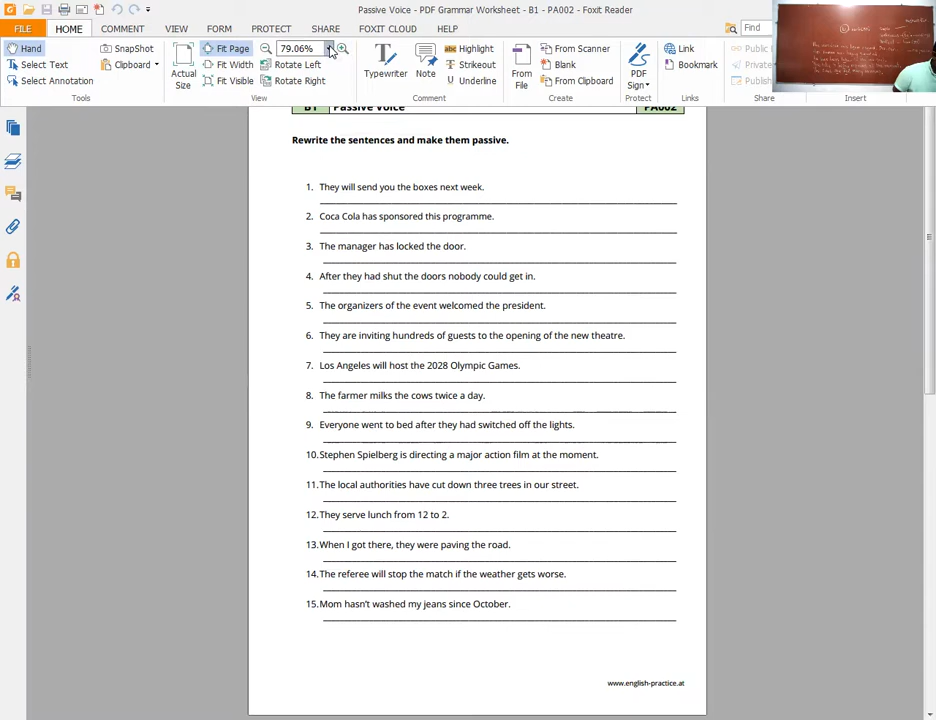 Passive Voice - PDF Grammar Worksheet - B1 - PA002 - Foxit Reader
FILE HOME COMMENT VIEW FORM PROTECT SHARE FOXIT CLOUD HELP
Find
Hand
Select Text
Select Annotation
SnapShot
Clipboard
Tools
Actual Size
Fit Page
Fit Width
Fit Visible
79.06%
Rotate Left
Rotate Right
View
Typewriter
Note
Highlight
Strikeout
Underline
Comment
From File
From Scanner
Blank
From Clipboard
Create
PDF Sign
Protect
Link
Bookmark
Links
Share
Insert
B1 Passive Voice PA002
Rewrite the sentences and make them passive.
1. They will send you the boxes next week.
2. Coca Cola has sponsored this programme.
3. The manager has locked the door.
4. After they had shut the doors nobody could get in.
5. The organizers of the event welcomed the president.
6. They are inviting hundreds of guests to the opening of the new theatre.
7. Los Angeles will host the 2028 Olympic Games.
8. The farmer milks the cows twice a day.
9. Everyone went to bed after they had switched off the lights.
10. Stephen Spielberg is directing a major action film at the moment.
11. The local authorities have cut down three trees in our street.
12. They serve lunch from 12 to 2.
13. When I got there, they were paving the road.
14. The referee will stop the match if the weather gets worse.
15. Mom hasn't washed my jeans since October.
www.english-practice.at